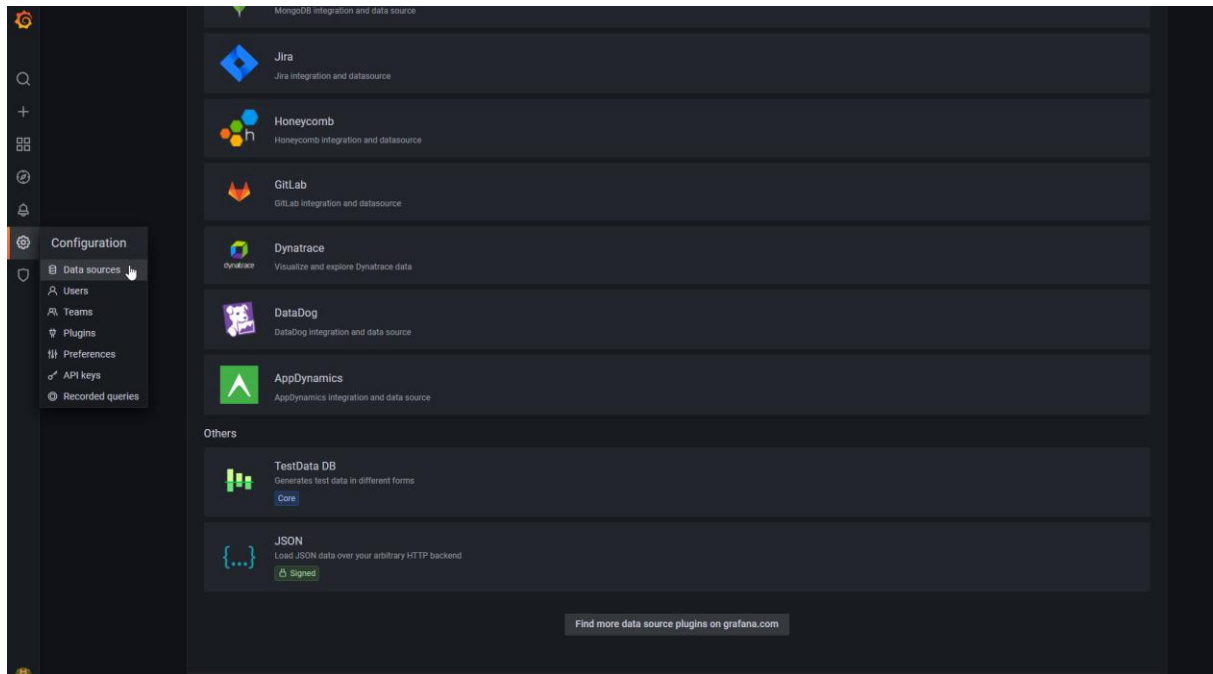 MongoDB integration and data source
Jira
Jira integration and datasource
h
Honeycomb
Honeycomb integration and datasource
GitLab
GitLab integration and datasource
Configuration
Data sources
Users
Teams
Plugins
Preferences
API keys
Recorded queries
dynatrace
Dynatrace
Visualize and explore Dynatrace data
DataDog
DataDog integration and data source
AppDynamics
AppDynamics integration and data source
Others
TestData DB
Generates test data in different forms
Core
{...}
JSON
Load JSON data over your arbitrary HTTP backend
Signed
Find more data source plugins on grafana.com